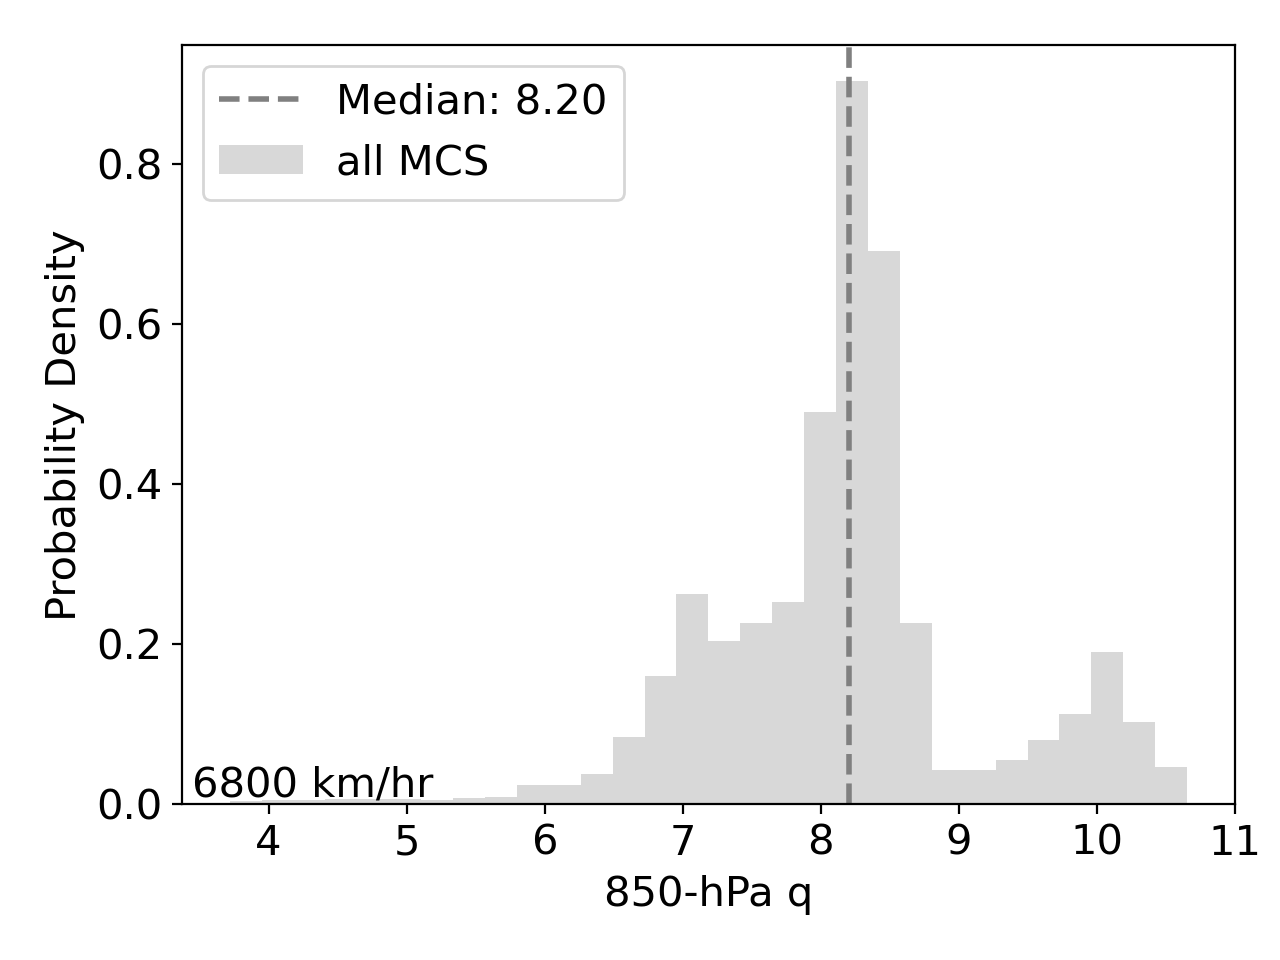 Median: 8.20
all MCS
Probability Density
0.8
0.6
0.4
0.2
0.0
6800 km/hr
4 5 6 7 8 9 10 11
850-hPa q